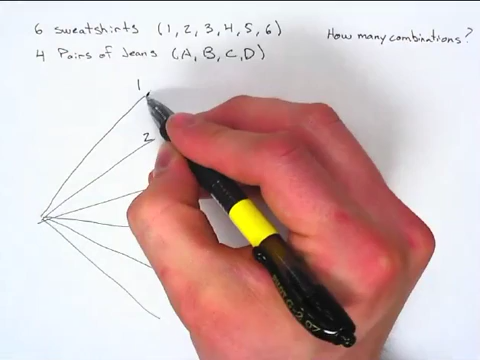 6 sweatshirts (1, 2, 3, 4, 5, 6)
How many combinations?
4 Pairs of Jeans (A, B, C, D)
1
2